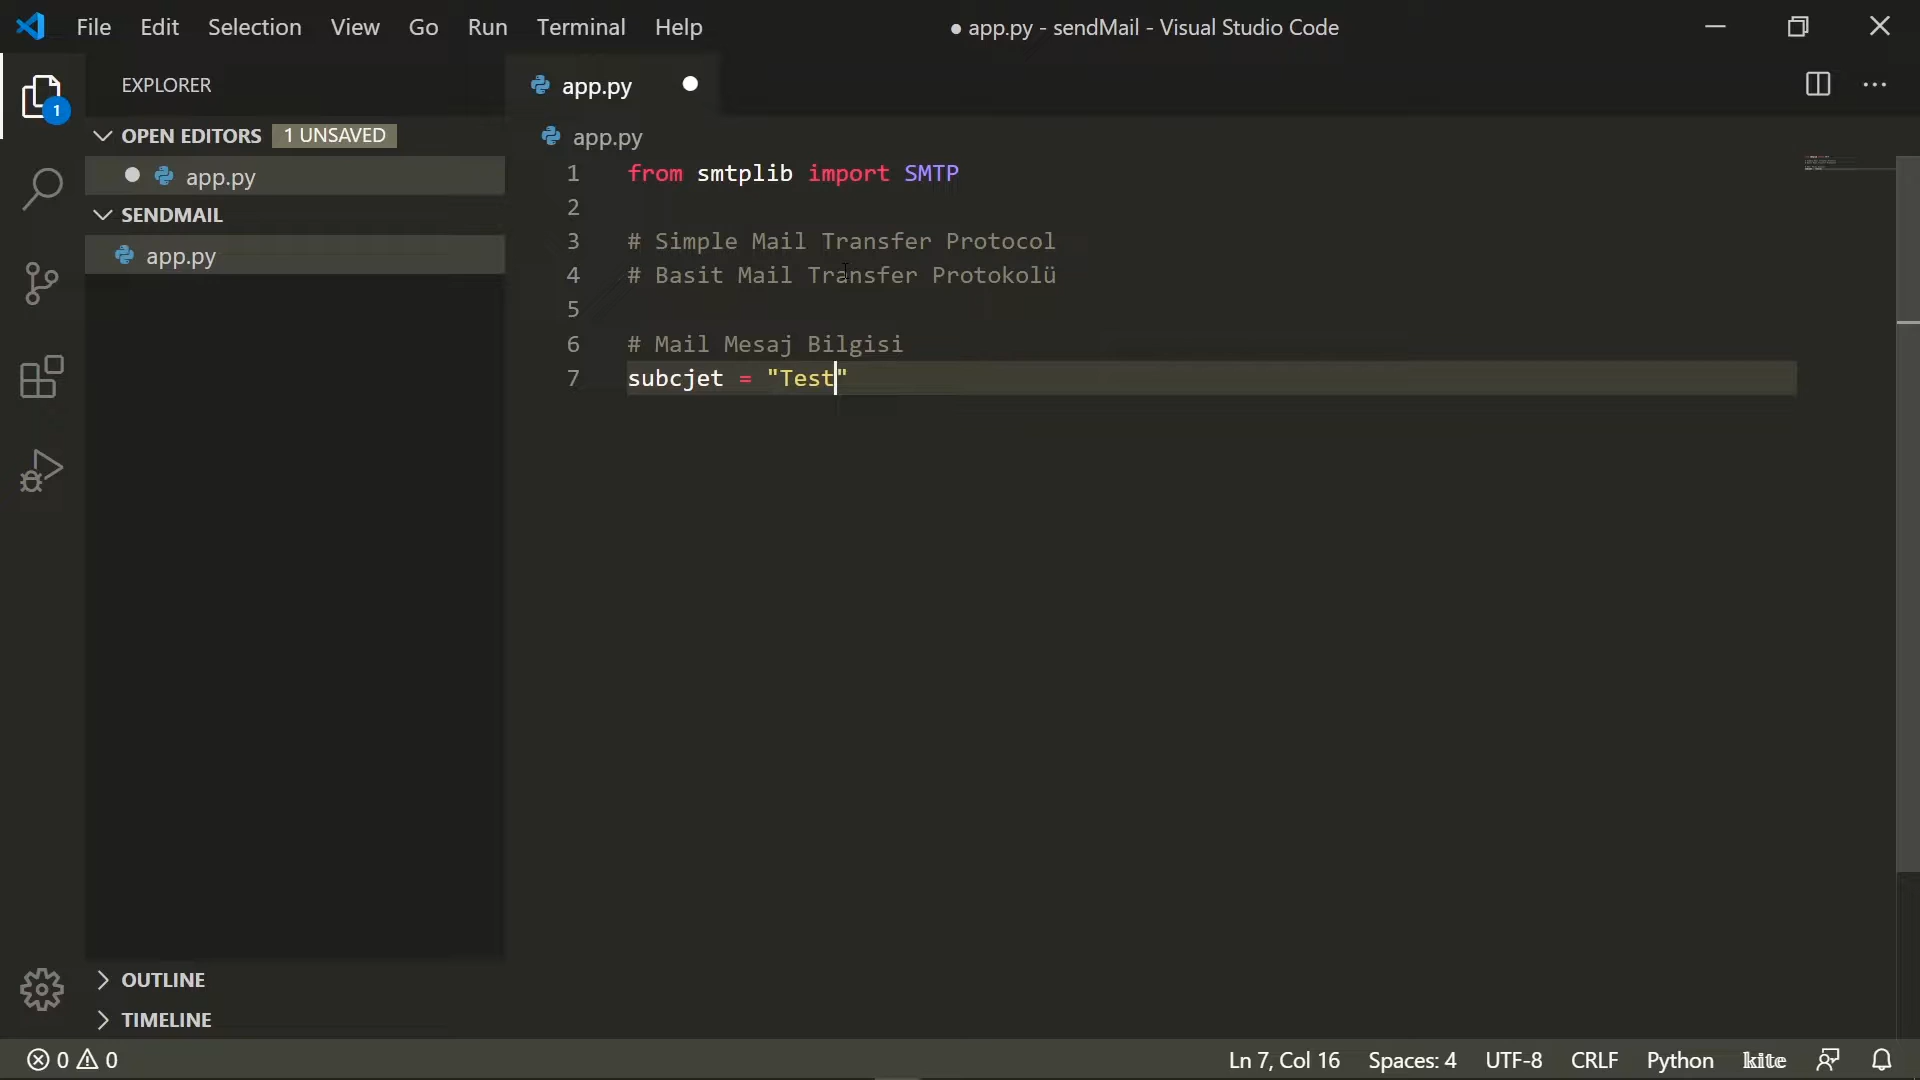 File Edit Selection View Go Run Terminal Help ● app.py - sendMail - Visual Studio Code
EXPLORER
1
OPEN EDITORS 1 UNSAVED
app.py
SENDMAIL
app.py
OUTLINE
TIMELINE
app.py
app.py
1 from smtplib import SMTP
2
3 # Simple Mail Transfer Protocol
4 # Basit Mail Transfer Protokolü
5
6 # Mail Mesaj Bilgisi
7 subcjet = "Test"
0 0 Ln 7, Col 16 Spaces: 4 UTF-8 CRLF Python kite